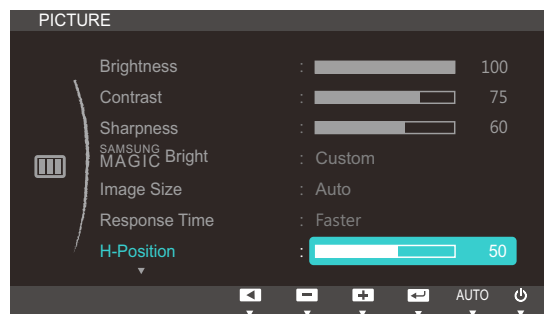 PICTURE
Brightness : 100
Contrast : 75
Sharpness : 60
SAMSUNG MAGIC Bright : Custom
Image Size : Auto
Response Time : Faster
H-Position : 50
AUTO